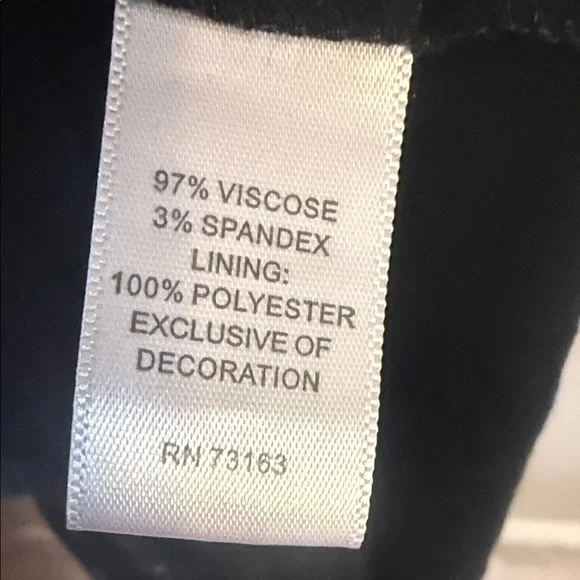 97% VISCOSE
3% SPANDEX
LINING:
100% POLYESTER
EXCLUSIVE OF
DECORATION
RN 73163